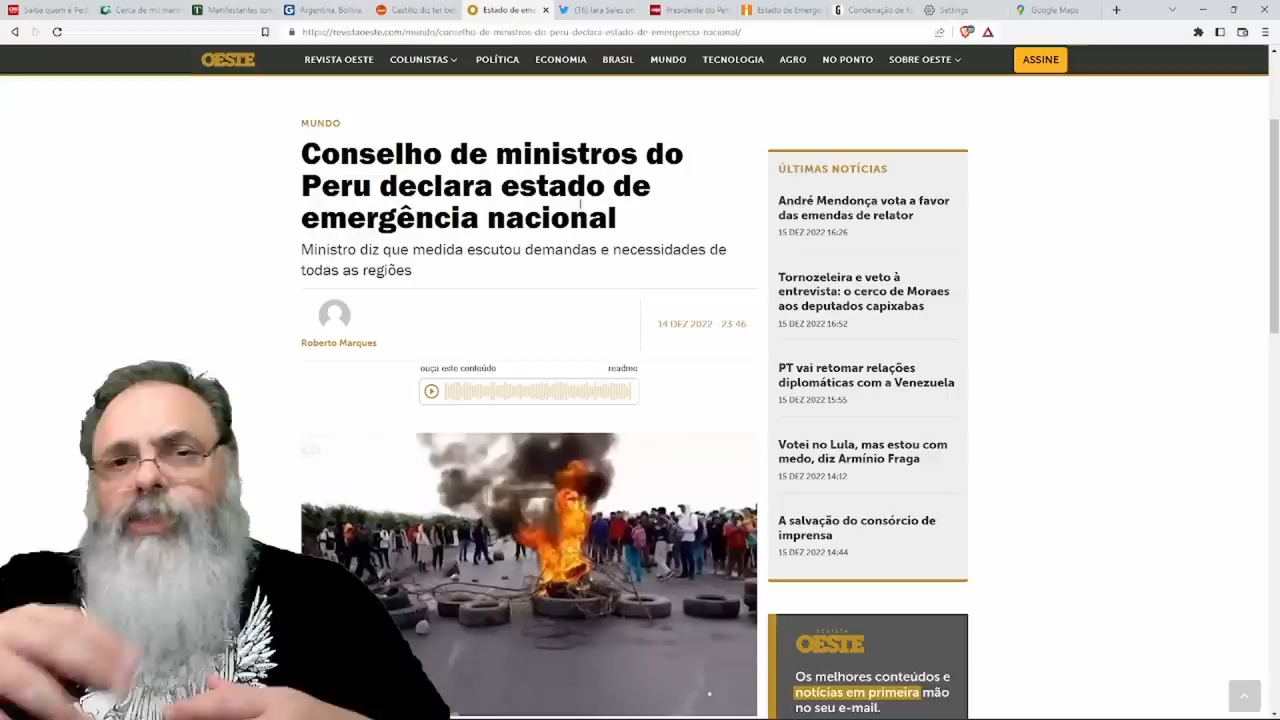 Saiba quem é Ped
Cerca de mil mani
Manifestantes tom
Argentina, Bolívia,
Castillo diz ter bel
Estado de eme
(16) Iara Sales on
Presidente do Per
Estado de Emerge
Condenação de K
Settings
Google Maps
https://revistaoeste.com/mundo/conselho-de-ministros-do-peru-declara-estado-de-emergencia-nacional/
OESTE
REVISTA OESTE
COLUNISTAS
POLÍTICA
ECONOMIA
BRASIL
MUNDO
TECNOLOGIA
AGRO
NO PONTO
SOBRE OESTE
ASSINE
MUNDO
Conselho de ministros do
Peru declara estado de
emergência nacional
Ministro diz que medida escutou demandas e necessidades de
todas as regiões
Roberto Marques
14 DEZ 2022 - 23:46
ouça este conteúdo
readme
ÚLTIMAS NOTÍCIAS
André Mendonça vota a favor
das emendas de relator
15 DEZ 2022 16:26
Tornozeleira e veto à
entrevista: o cerco de Moraes
aos deputados capixabas
15 DEZ 2022 16:52
PT vai retomar relações
diplomáticas com a Venezuela
15 DEZ 2022 15:55
Votei no Lula, mas estou com
medo, diz Armínio Fraga
15 DEZ 2022 14:12
A salvação do consórcio de
imprensa
15 DEZ 2022 14:44
REVISTA
OESTE
Os melhores conteúdos e
notícias em primeira mão
no seu e-mail.